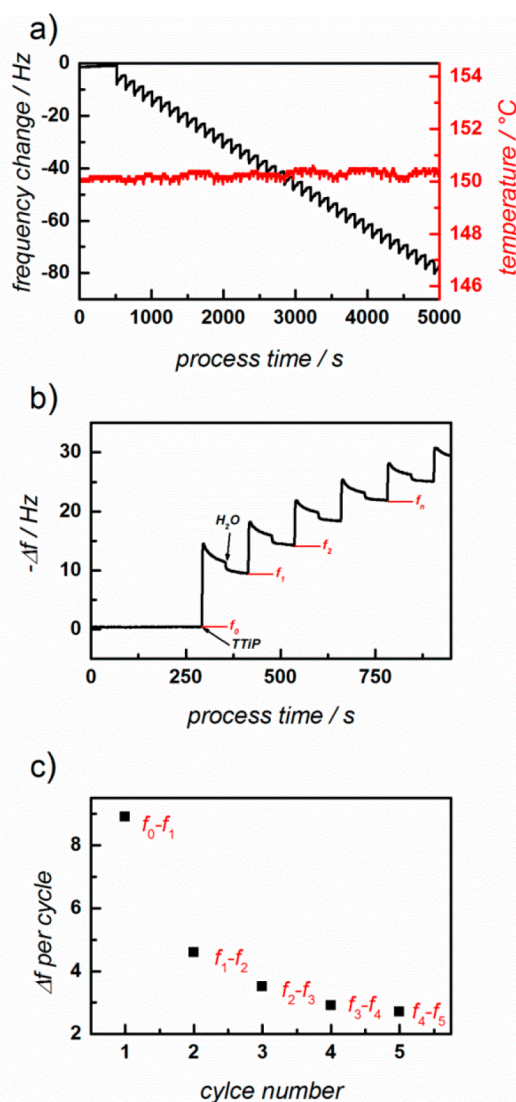 a)
0
-20
-40
-60
-80
frequency change / Hz
154
152
150
148
146
temperature / °C
0 1000 2000 3000 4000 5000
process time / s
b)
30
20
10
0
-Δf / Hz
H₂O
f₀
TTiP
f₁
f₂
fₙ
0 250 500 750
process time / s
c)
8
6
4
2
Δf per cycle
f₀-f₁
f₁-f₂
f₂-f₃
f₃-f₄
f₄-f₅
1 2 3 4 5
cylce number